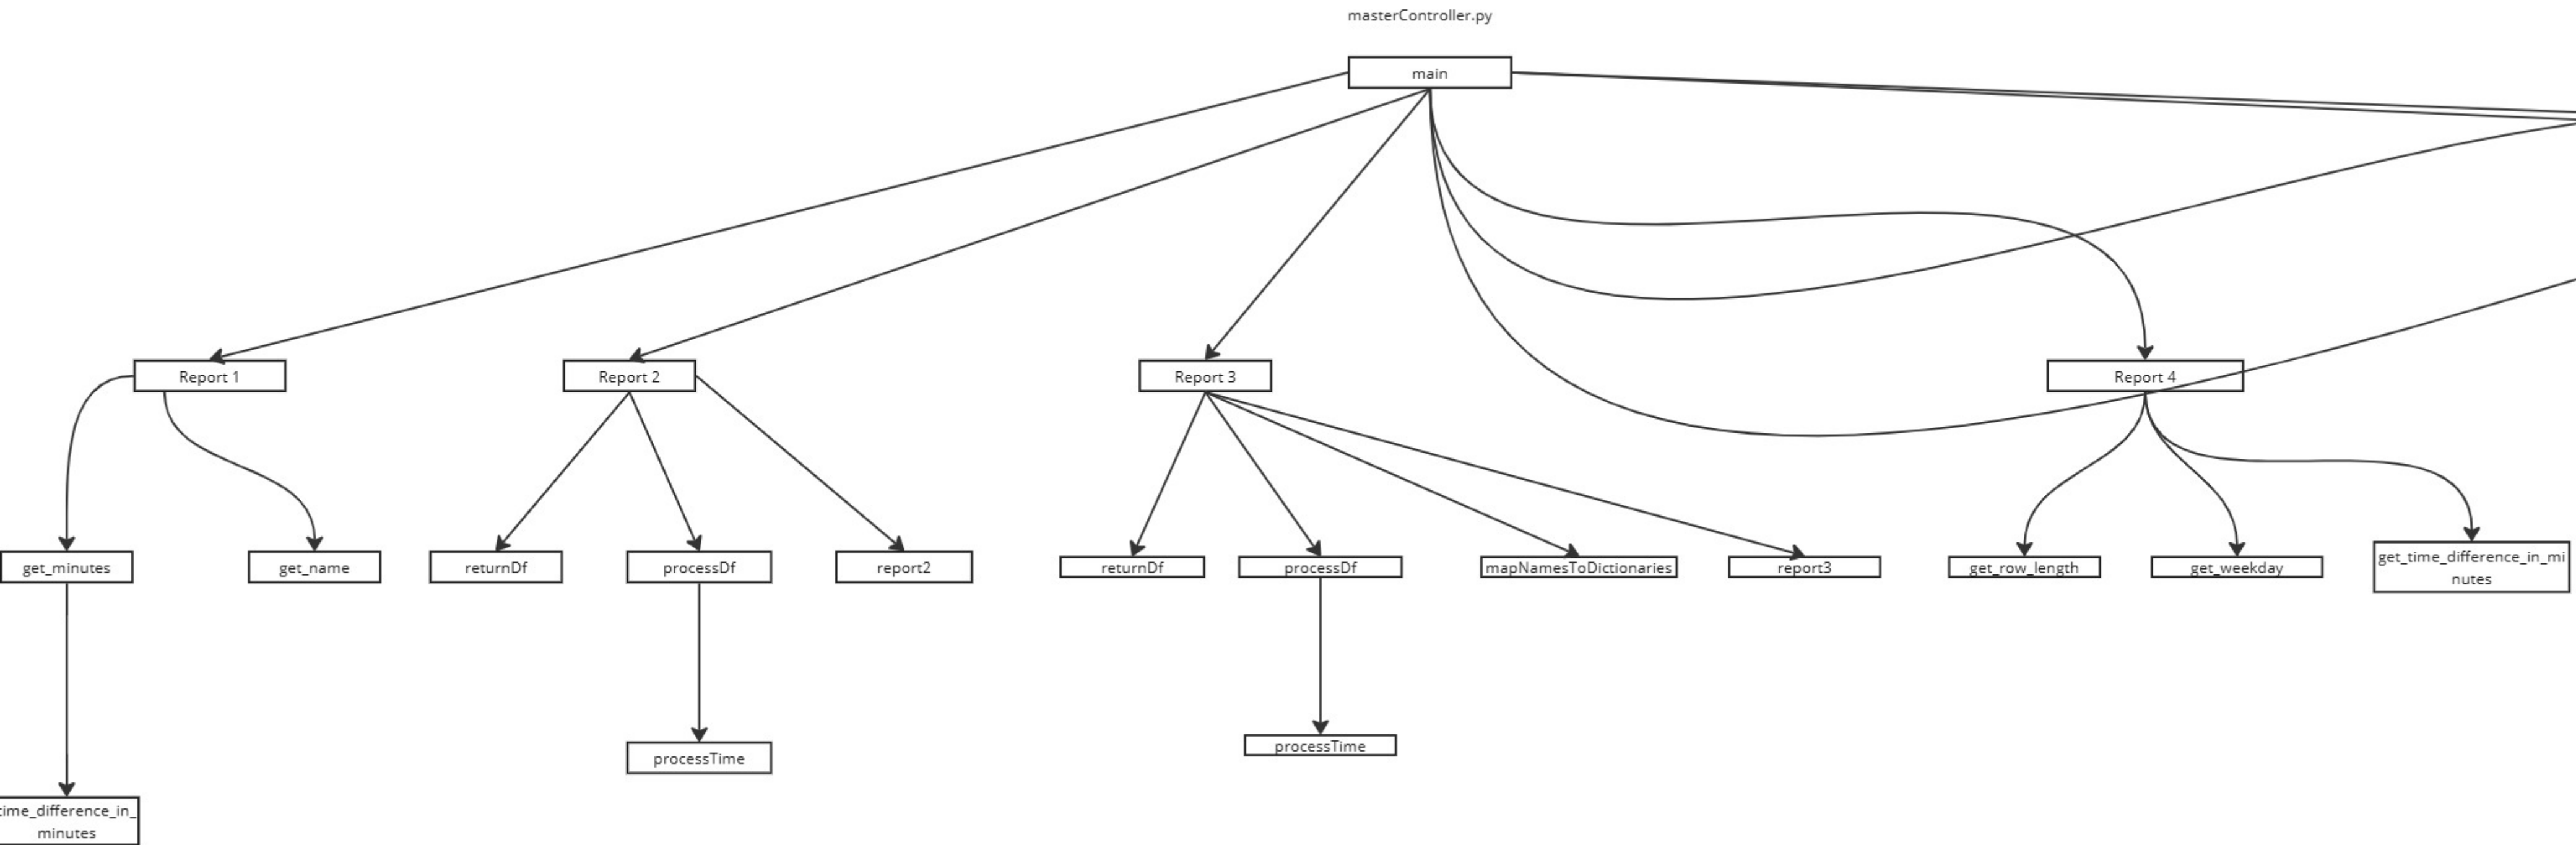 masterController.py
main
Report 1
Report 2
Report 3
Report 4
get_minutes
get_name
returnDf
processDf
report2
returnDf
processDf
mapNamesToDictionaries
report3
get_row_length
get_weekday
get_time_difference_in_mi
nutes
processTime
processTime
time_difference_in_
minutes